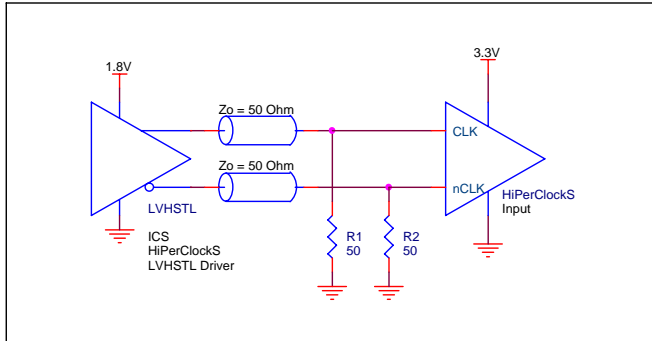 1.8V
3.3V
Zo = 50 Ohm
CLK
Zo = 50 Ohm
nCLK
HiPerClockS
Input
LVHSTL
ICS
HiPerClockS
LVHSTL Driver
R1
50
R2
50